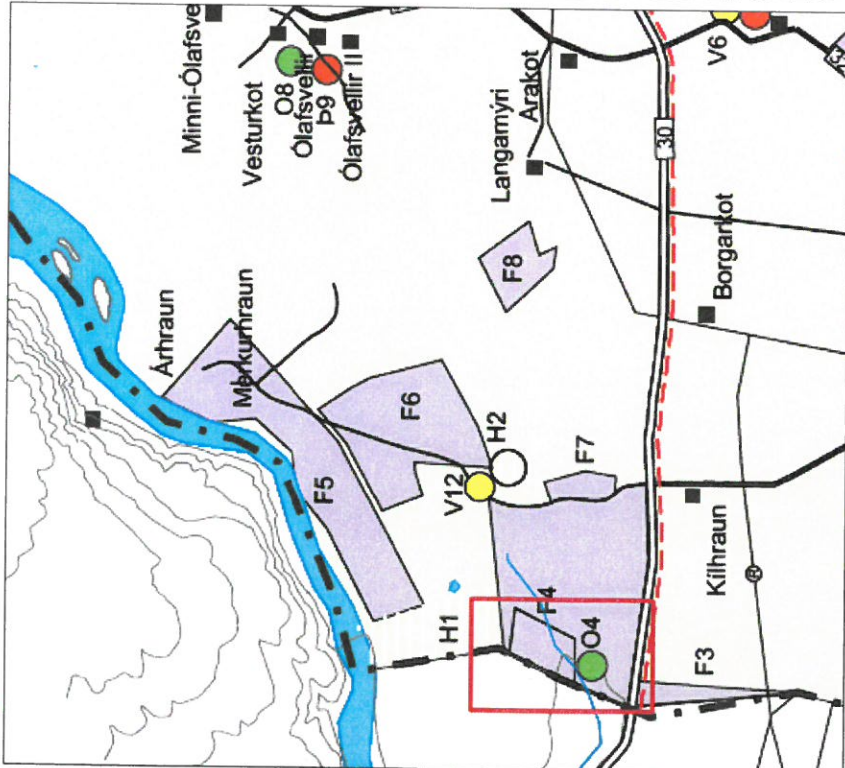 Minni-Ólafsve
Vesturkot
O8
Ólafsvellir
Þ9
Ólafsvellir II
Langamýri
Arakot
V6
30
Árhraun
Merkurhraun
F8
Borgarkot
F5
F6
V12
H2
F7
Kílhraun
H1
F4
O4
F3
R